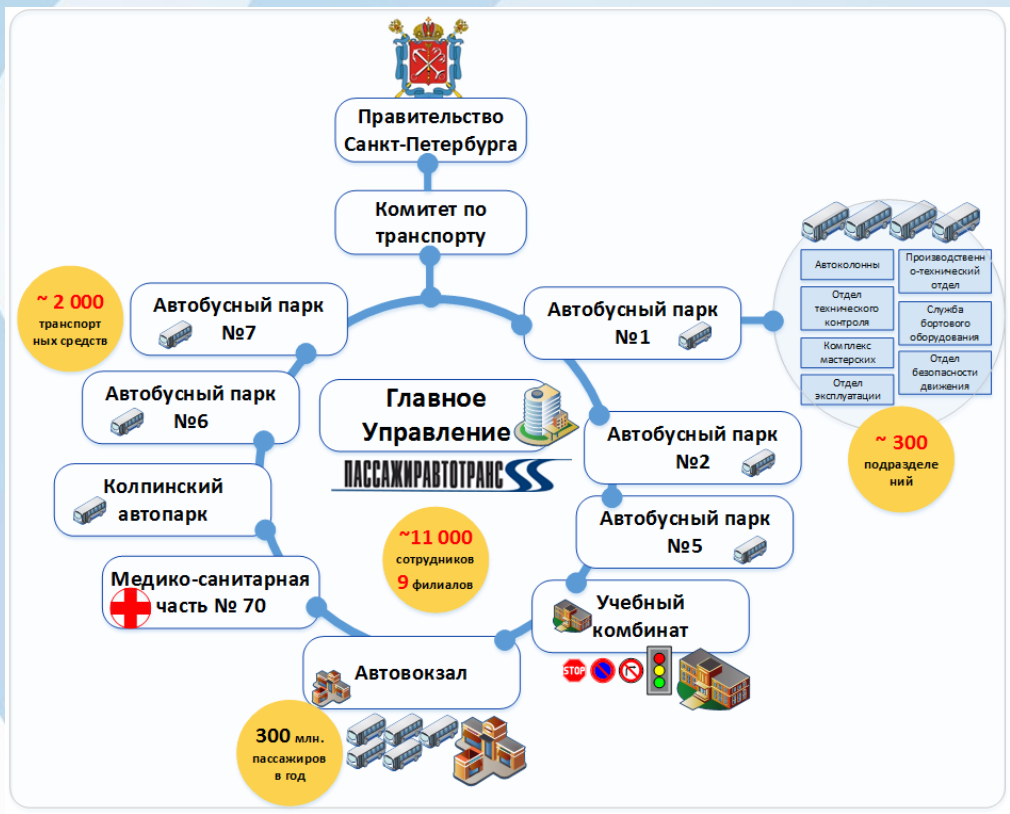 Правительство
Санкт-Петербурга
Комитет по
транспорту
~ 2 000
транспорт
ных средств
Автобусный парк
№7
Автобусный парк
№1
Автоколонны
Отдел
технического
контроля
Комплекс
мастерских
Отдел
эксплуатации
Производственн
о-технический
отдел
Служба
бортового
оборудования
Отдел
безопасности
движения
~ 300
подразделе
ний
Автобусный парк
№6
Главное
Управление
ПАССАЖИРАВТОТРАНС
Автобусный парк
№2
Колпинский
автопарк
Автобусный парк
№5
~11 000
сотрудников
9 филиалов
Медико-санитарная
часть № 70
Учебный
комбинат
STOP
Автовокзал
300 млн.
пассажиров
в год